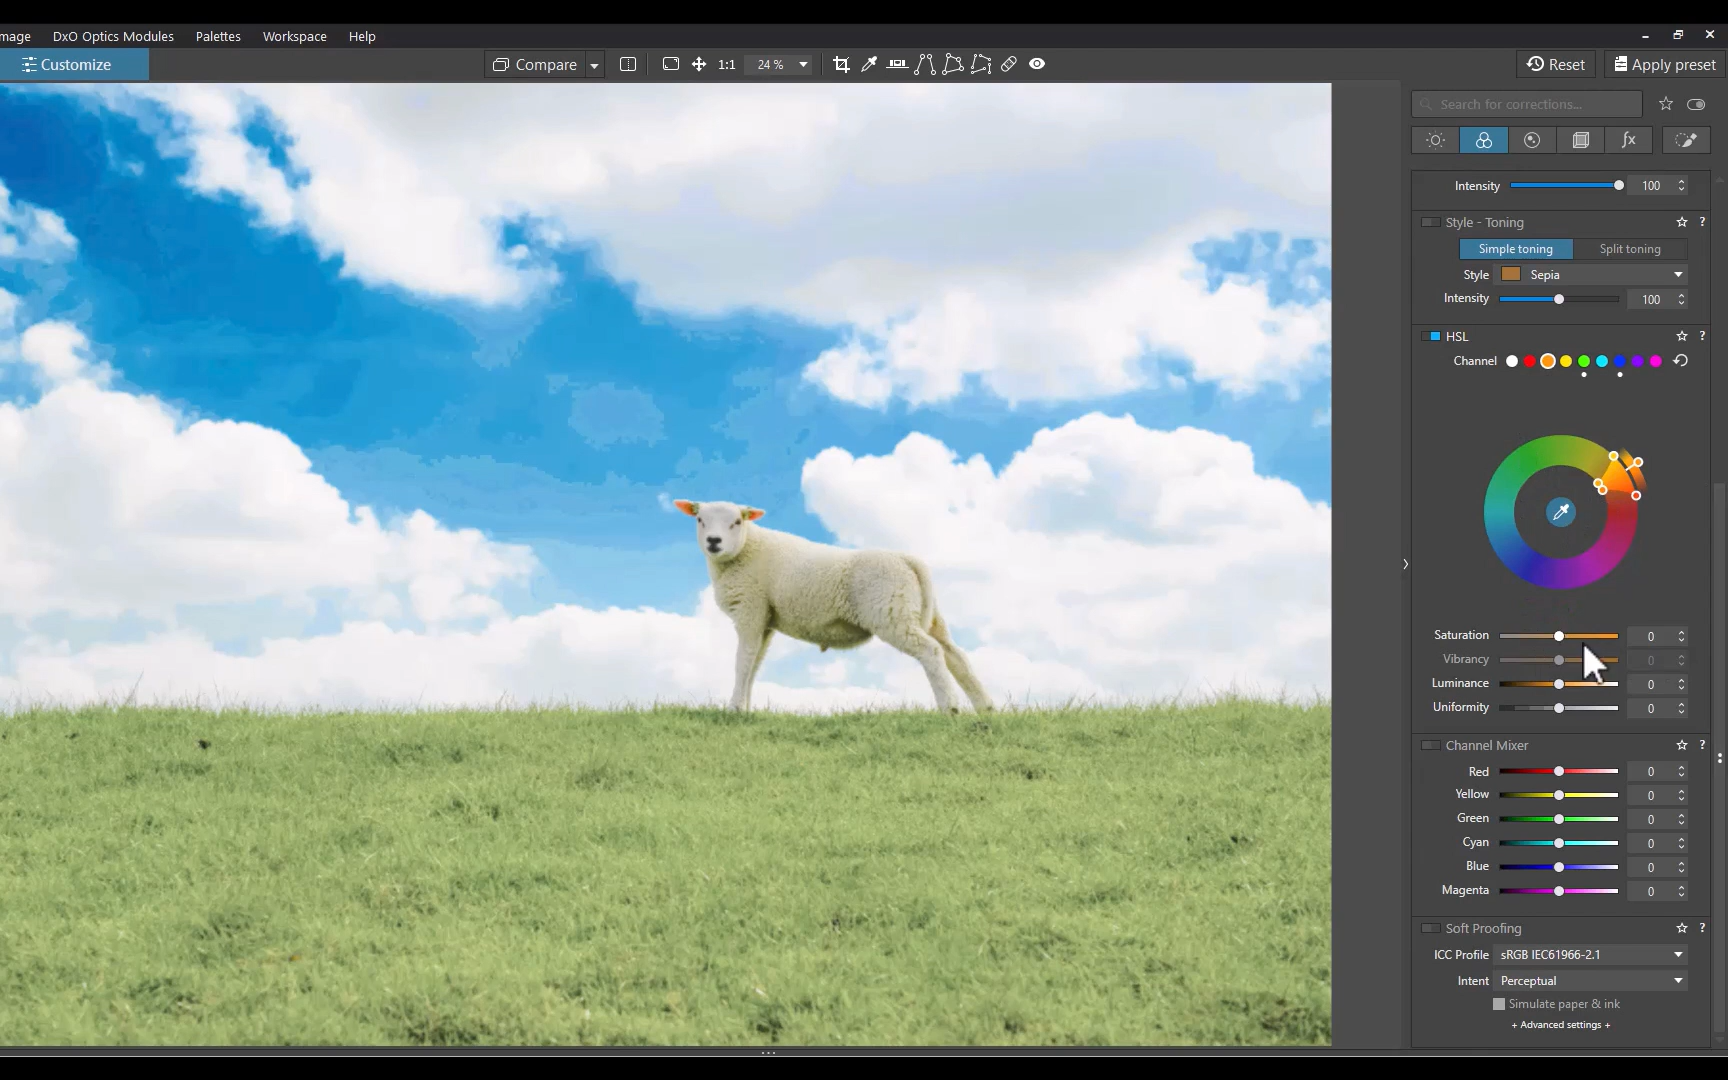 mage DxO Optics Modules Palettes Workspace Help
Customize
Compare
1:1
24 %
Reset
Apply preset
Search for corrections...
fx
Intensity 100
Style - Toning ?
Simple toning Split toning
Style Sepia
Intensity 100
HSL ?
Channel
Saturation 0
Vibrancy 0
Luminance 0
Uniformity 0
Channel Mixer ?
Red 0
Yellow 0
Green 0
Cyan 0
Blue 0
Magenta 0
Soft Proofing ?
ICC Profile sRGB IEC61966-2.1
Intent Perceptual
Simulate paper & ink
+ Advanced settings +